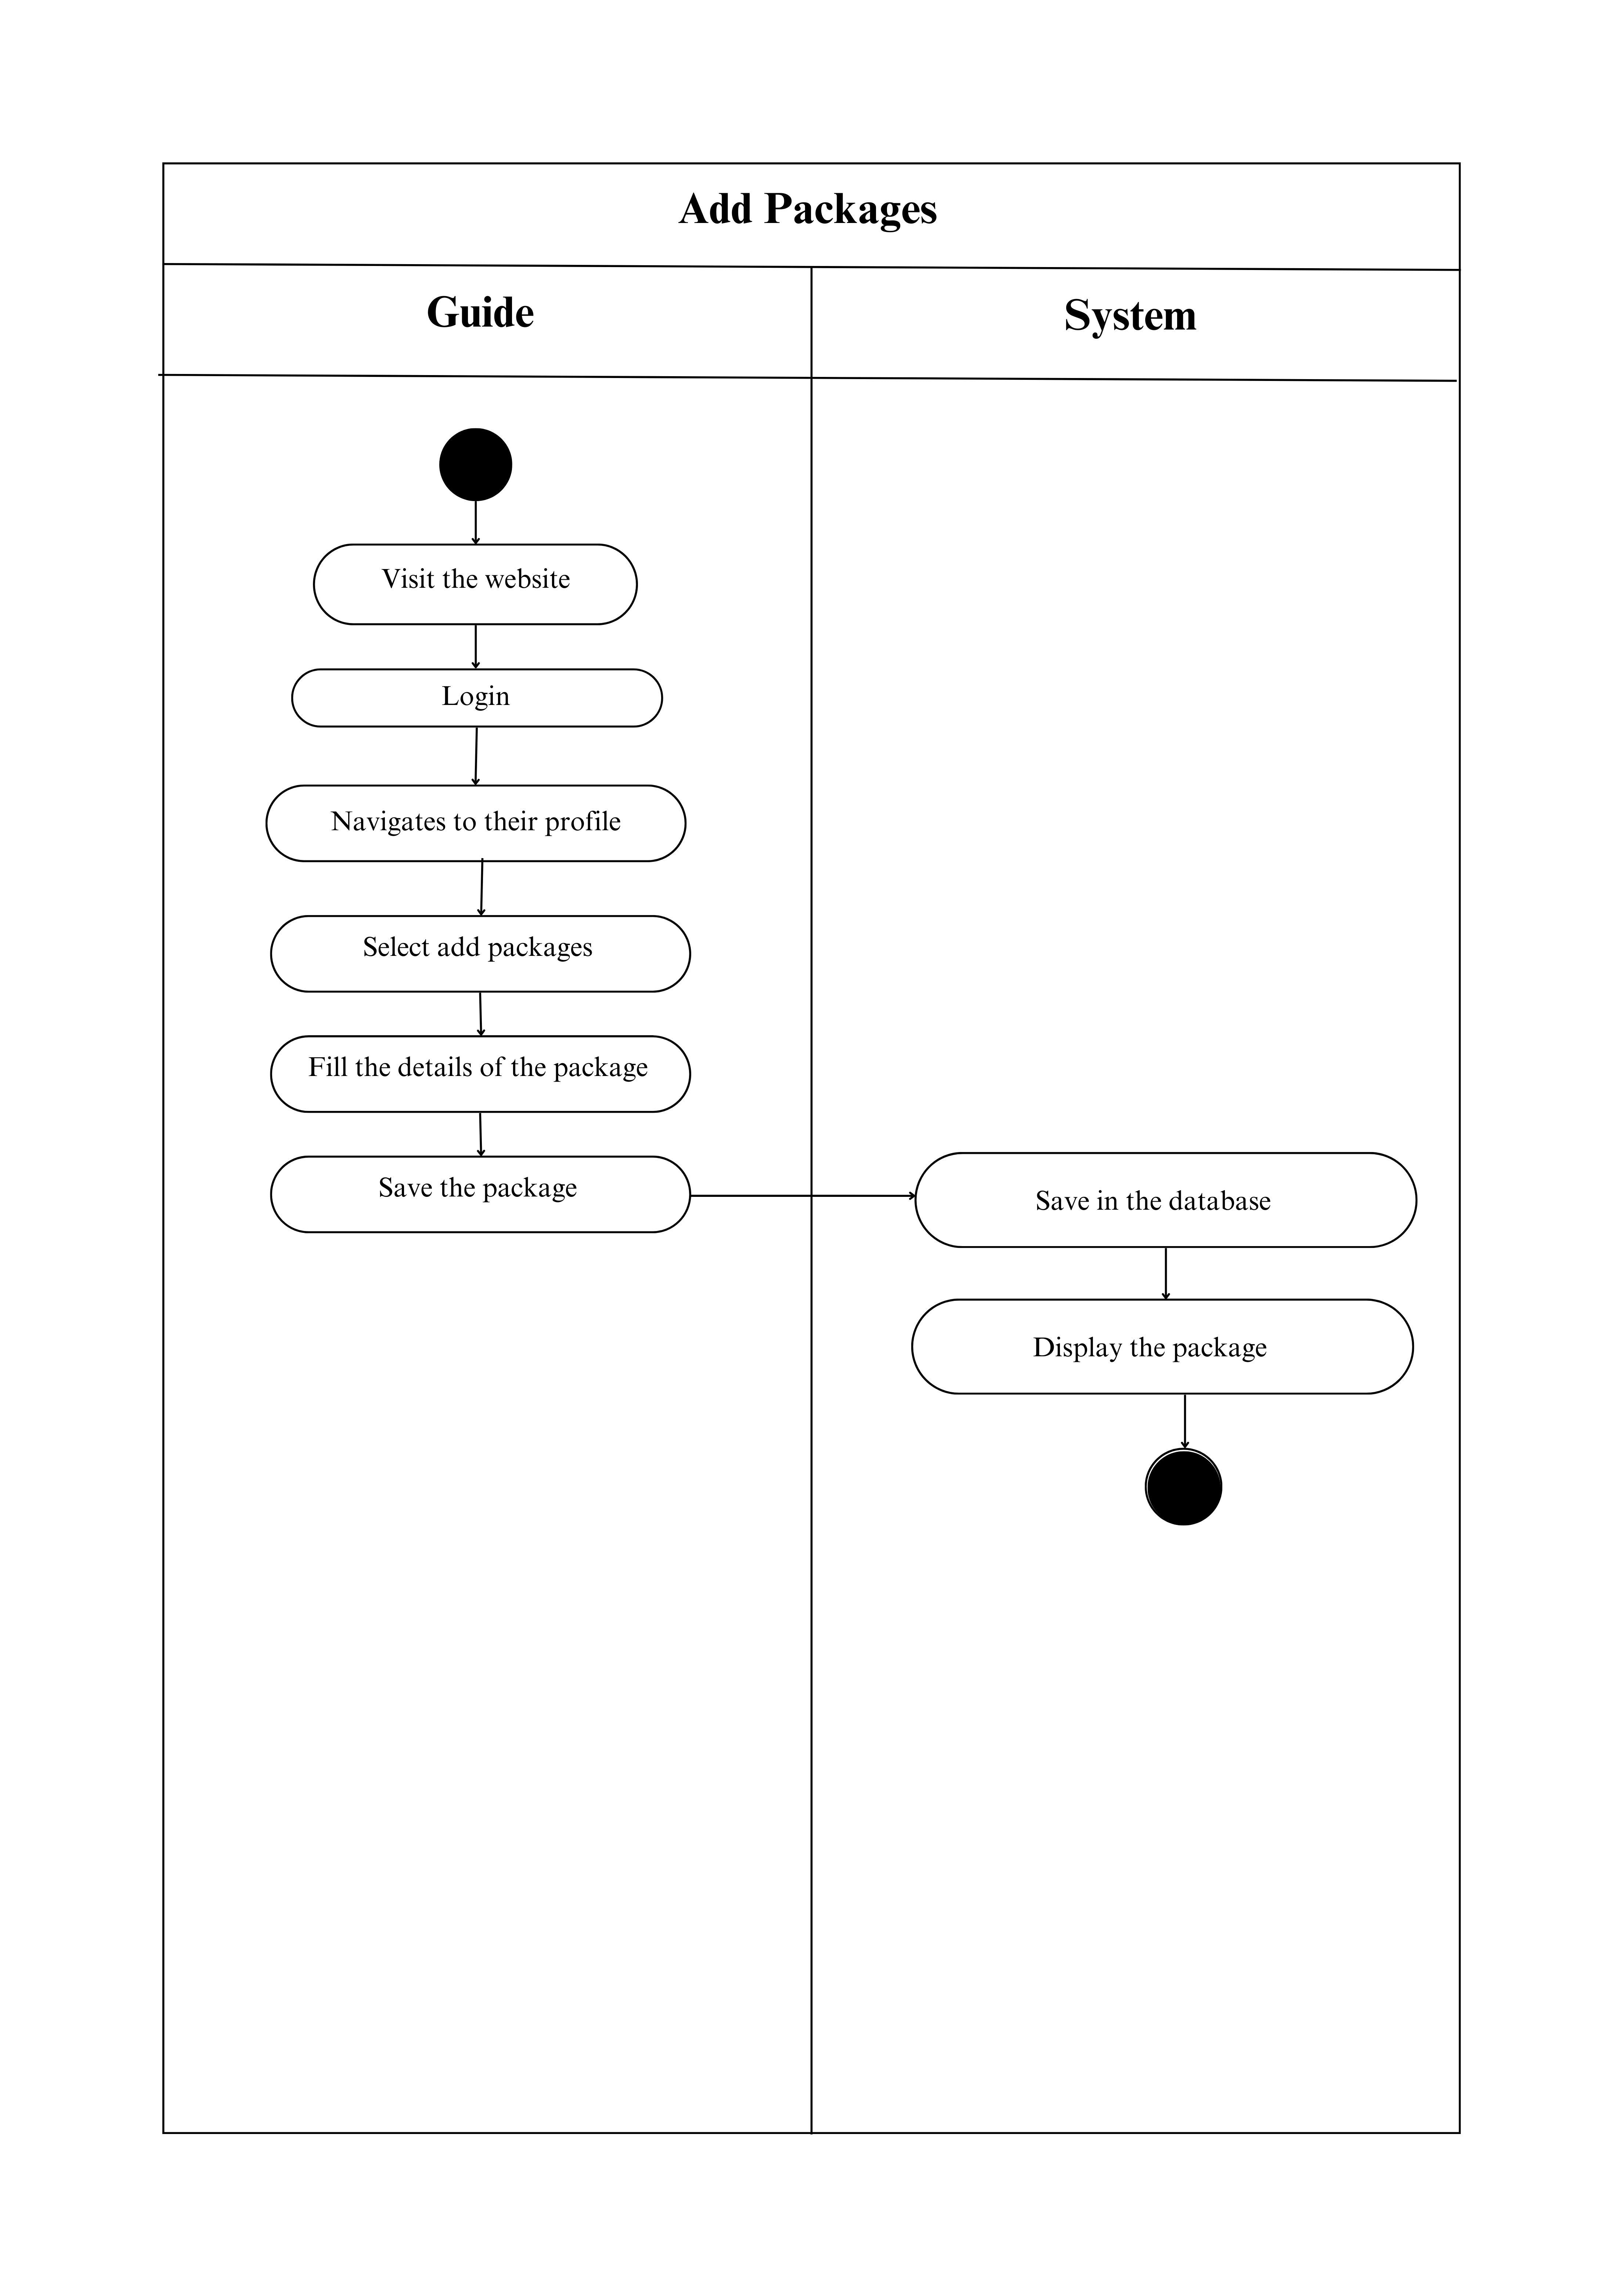 Add Packages
Guide
System
Visit the website
Login
Navigates to their profile
Select add packages
Fill the details of the package
Save the package
Save in the database
Display the package